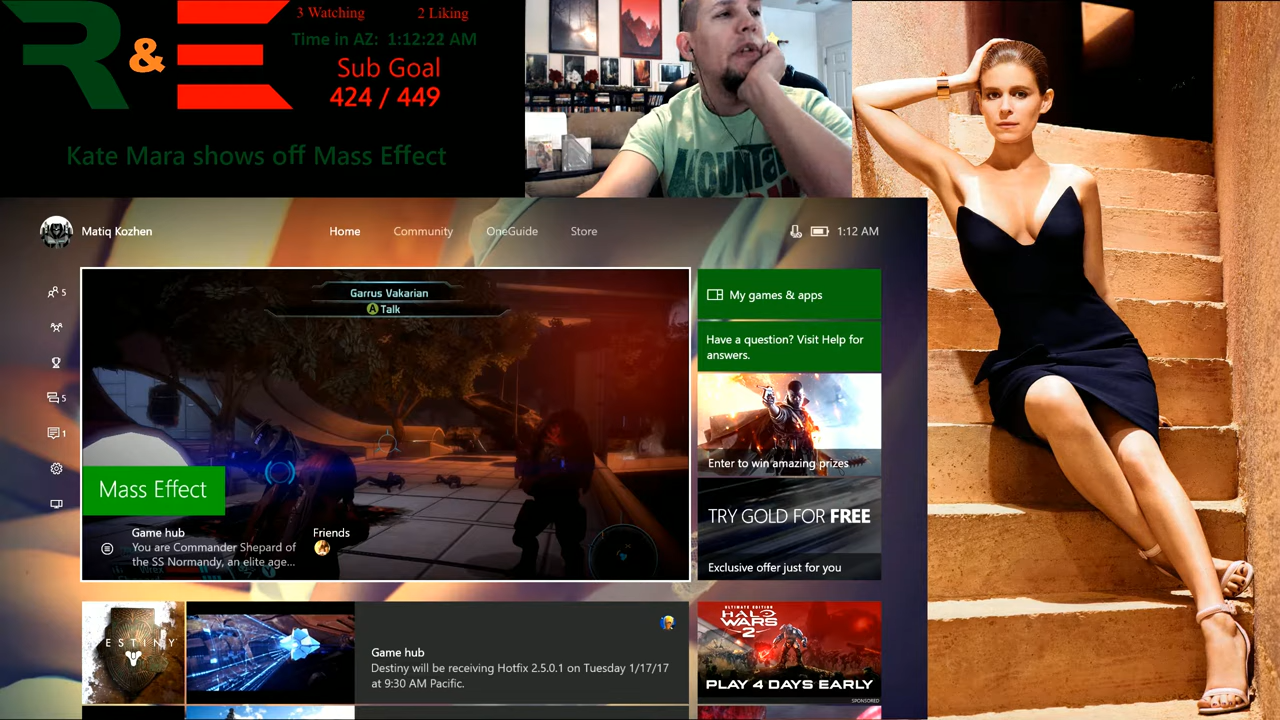 R & E
3 Watching
2 Liking
Time in AZ: 1:12:22 AM
Sub Goal
424 / 449
Kate Mara shows off Mass Effect
MOUNTAI
Matiq Kozhen
Home
Community
OneGuide
Store
1:12 AM
5
5
1
Garrus Vakarian
A Talk
Mass Effect
Game hub
You are Commander Shepard of
the SS Normandy, an elite age...
Friends
My games & apps
Have a question? Visit Help for
answers.
Enter to win amazing prizes
TRY GOLD FOR FREE
Exclusive offer just for you
DESTINY
Game hub
Destiny will be receiving Hotfix 2.5.0.1 on Tuesday 1/17/17
at 9:30 AM Pacific.
ULTIMATE EDITION
HALO
WARS
2
PLAY 4 DAYS EARLY
SPONSORED